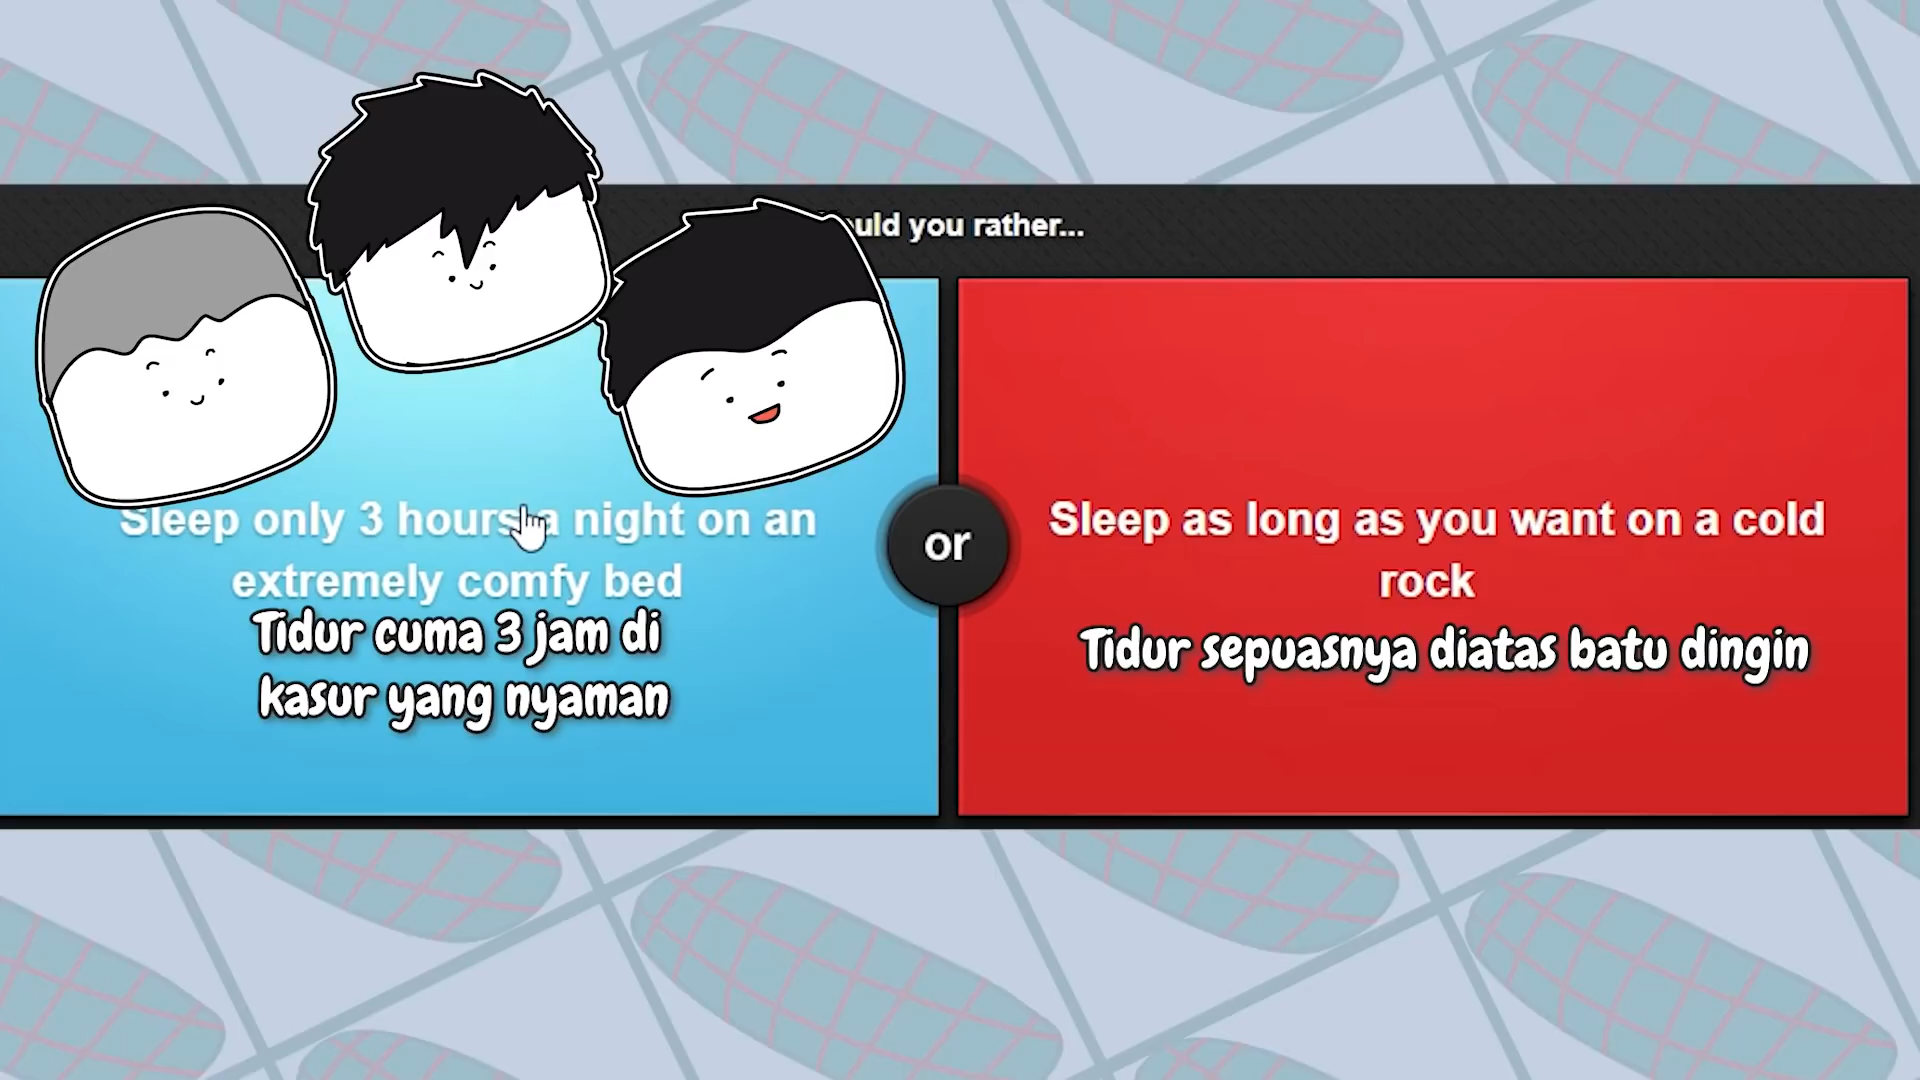 uld you rather...
Sleep only 3 hours a night on an
extremely comfy bed
Tidur cuma 3 jam di
kasur yang nyaman
or
Sleep as long as you want on a cold
rock
Tidur sepuasnya diatas batu dingin